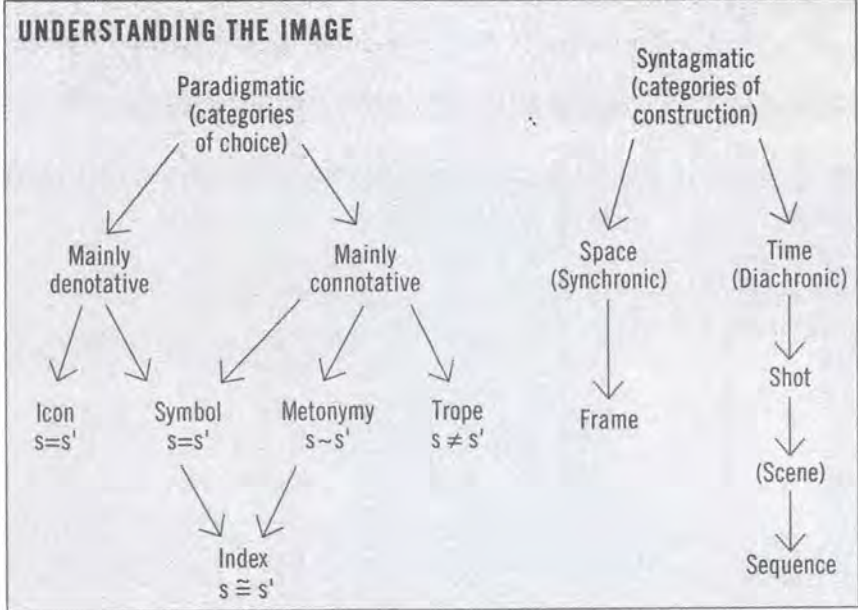 UNDERSTANDING THE IMAGE
Paradigmatic
(categories
of choice)
Mainly
denotative
Mainly
connotative
Icon
s=s'
Symbol
s=s'
Metonymy
s~s'
Trope
s ≠ s'
Index
s ≅ s'
Syntagmatic
(categories of
construction)
Space
(Synchronic)
Time
(Diachronic)
Frame
Shot
(Scene)
Sequence